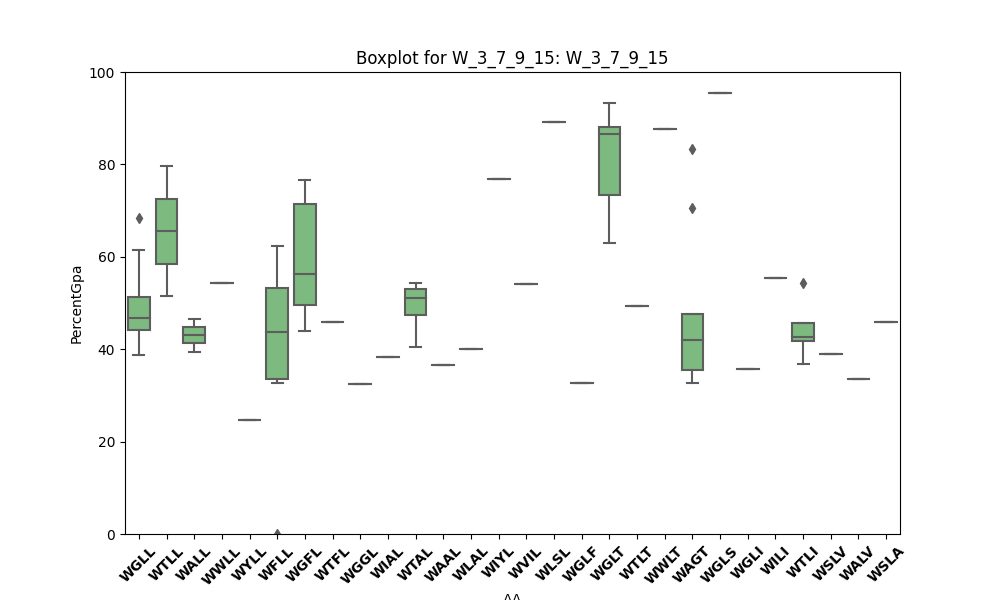 Boxplot for W_3_7_9_15: W_3_7_9_15
PercentGpa
100
80
60
40
20
0
WGLL
WTLL
WALL
WWLL
WYLL
WFLL
WGFL
WTFL
WGGL
WIAL
WTAL
WAAL
WLAL
WIYL
WVIL
WLSL
WGLF
WGLT
WTLT
WWLT
WAGT
WGLS
WGLI
WILI
WTLI
WSLV
WALV
WSLA
AA